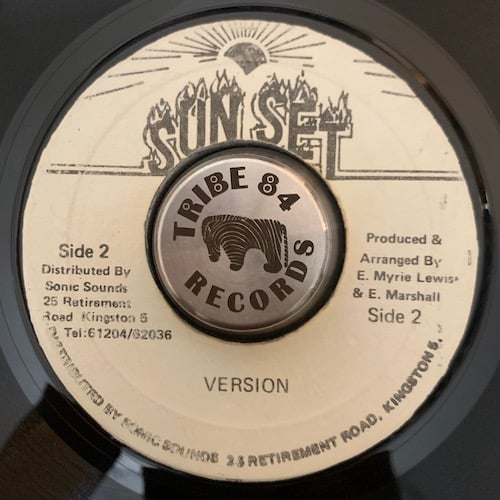 SUN SET
TRIBE 84
RECORDS
Side 2
Distributed By
Sonic Sounds
25 Retirement
Road Kingston 5
Tel:61204/62036
Produced &
Arranged By
E. Myrie Lewis
& E. Marshall
Side 2
VERSION
DISTRIBUTED BY SONIC SOUNDS 25 RETIREMENT ROAD, KINGSTON 5.